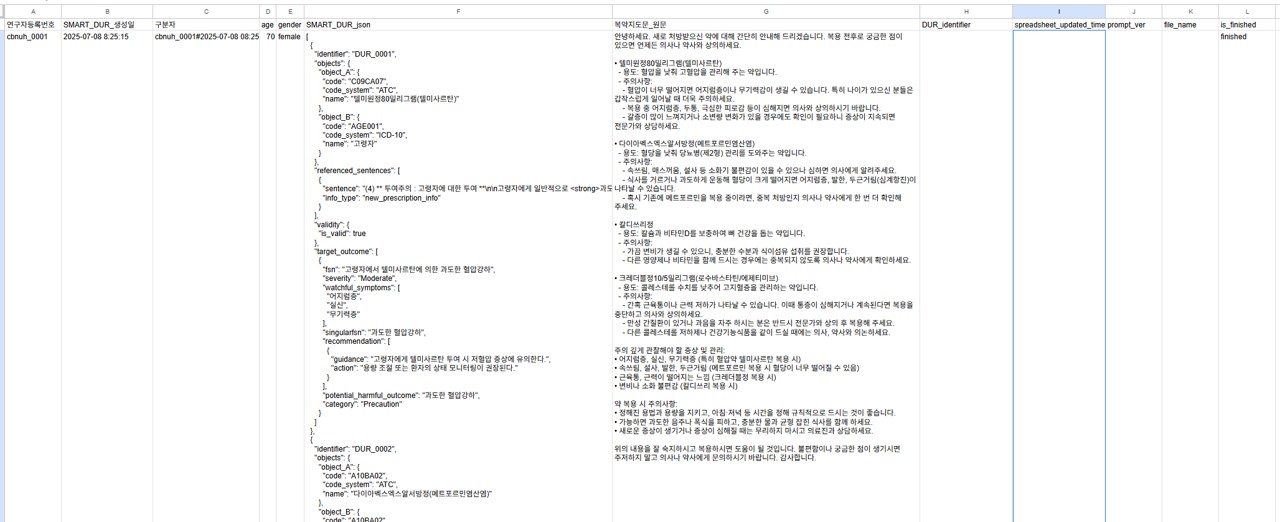 A B C D E F G H I J K L
연구자등록번호 SMART_DUR_생성일 구분자 age gender SMART_DUR_json 복약지도문_원문 DUR_identifier spreadsheet_updated_time prompt_ver file_name is_finished
cbnuh_0001 2025-07-08 8:25:15 cbnuh_0001#2025-07-08 08:25 70 female
[
{
"identifier": "DUR_0001",
"objects": {
"object_A": {
"code": "C09CA07",
"code_system": "ATC",
"name": "텔미원정80밀리그램(텔미사르탄)"
},
"object_B": {
"code": "AGE001",
"code_system": "ICD-10",
"name": "고령자"
}
},
"referenced_sentences": [
{
"sentence": "(4) ** 투여주의 : 고령자에 대한 투여 **\n\n고령자에게 일반적으로 <strong>과도
"info_type": "new_prescription_info"
}
],
"validity": {
"is_valid": true
},
"target_outcome": [
{
"fsn": "고령자에서 텔미사르탄에 의한 과도한 혈압강하",
"severity": "Moderate",
"watchful_symptoms": [
"어지럼증",
"실신",
"무기력증"
],
"singularfsn": "과도한 혈압강하",
"recommendation": [
{
"guidance": "고령자에게 텔미사르탄 투여 시 저혈압 증상에 유의한다.",
"action": "용량 조절 또는 환자의 상태 모니터링이 권장된다."
}
],
"potential_harmful_outcome": "과도한 혈압강하",
"category": "Precaution"
}
]
},
{
"identifier": "DUR_0002",
"objects": {
"object_A": {
"code": "A10BA02",
"code_system": "ATC",
"name": "다이아벡스엑스알서방정(메트포르민염산염)"
},
"object_B": {
"code": "A10BA02",
안녕하세요. 새로 처방받으신 약에 대해 간단히 안내해 드리겠습니다. 복용 전후로 궁금한 점이
있으면 언제든 의사나 약사와 상의하세요.
• 텔미원정80밀리그램(텔미사르탄)
- 용도: 혈압을 낮춰 고혈압을 관리해 주는 약입니다.
- 주의사항:
- 혈압이 너무 떨어지면 어지럼증이나 무기력감이 생길 수 있습니다. 특히 나이가 있으신 분들은
갑작스럽게 일어날 때 더욱 주의하세요.
- 복용 중 어지럼증, 두통, 극심한 피로감 등이 심해지면 의사와 상의하시기 바랍니다.
- 갈증이 많이 느껴지거나 소변량 변화가 있을 경우에도 확인이 필요하니 증상이 지속되면
전문가와 상담하세요.
• 다이아벡스엑스알서방정(메트포르민염산염)
- 용도: 혈당을 낮춰 당뇨병(제2형) 관리를 도와주는 약입니다.
- 주의사항:
- 속쓰림, 메스꺼움, 설사 등 소화기 불편감이 있을 수 있으나 심하면 의사에게 알려주세요.
- 식사를 거르거나 과도하게 운동해 혈당이 크게 떨어지면 어지럼증, 발한, 두근거림(심계항진)이
나타날 수 있습니다.
- 혹시 기존에 메트포르민을 복용 중이라면, 중복 처방인지 의사나 약사에게 한 번 더 확인해
주세요.
• 칼디쓰리정
- 용도: 칼슘과 비타민D를 보충하여 뼈 건강을 돕는 약입니다.
- 주의사항:
- 가끔 변비가 생길 수 있으니, 충분한 수분과 식이섬유 섭취를 권장합니다.
- 다른 영양제나 비타민을 함께 드시는 경우에는 중복되지 않도록 의사나 약사에게 확인하세요.
• 크레더블정10/5밀리그램(로수바스타틴/에제티미브)
- 용도: 콜레스테롤 수치를 낮추어 고지혈증을 관리하는 약입니다.
- 주의사항:
- 간혹 근육통이나 근력 저하가 나타날 수 있습니다. 이때 통증이 심해지거나 계속된다면 복용을
중단하고 의사와 상의하세요.
- 만성 간질환이 있거나 과음을 자주 하시는 분은 반드시 전문가와 상의 후 복용해 주세요.
- 다른 콜레스테롤 저하제나 건강기능식품을 같이 드실 때에는 의사, 약사와 의논하세요.
주의 깊게 관찰해야 할 증상 및 관리:
• 어지럼증, 실신, 무기력증 (특히 혈압약 텔미사르탄 복용 시)
• 속쓰림, 설사, 발한, 두근거림 (메트포르민 복용 시 혈당이 너무 떨어질 수 있음)
• 근육통, 근력이 떨어지는 느낌 (크레더블정 복용 시)
• 변비나 소화 불편감 (칼디쓰리 복용 시)
약 복용 시 주의사항:
• 정해진 용법과 용량을 지키고, 아침·저녁 등 시간을 정해 규칙적으로 드시는 것이 좋습니다.
• 가능하면 과도한 음주나 폭식을 피하고, 충분한 물과 균형 잡힌 식사를 함께 하세요.
• 새로운 증상이 생기거나 증상이 심해질 때는 무리하지 마시고 의료진과 상담하세요.
위의 내용을 잘 숙지하시고 복용하시면 도움이 될 것입니다. 불편함이나 궁금한 점이 생기시면
주저하지 말고 의사나 약사에게 문의하시기 바랍니다. 감사합니다.
finished